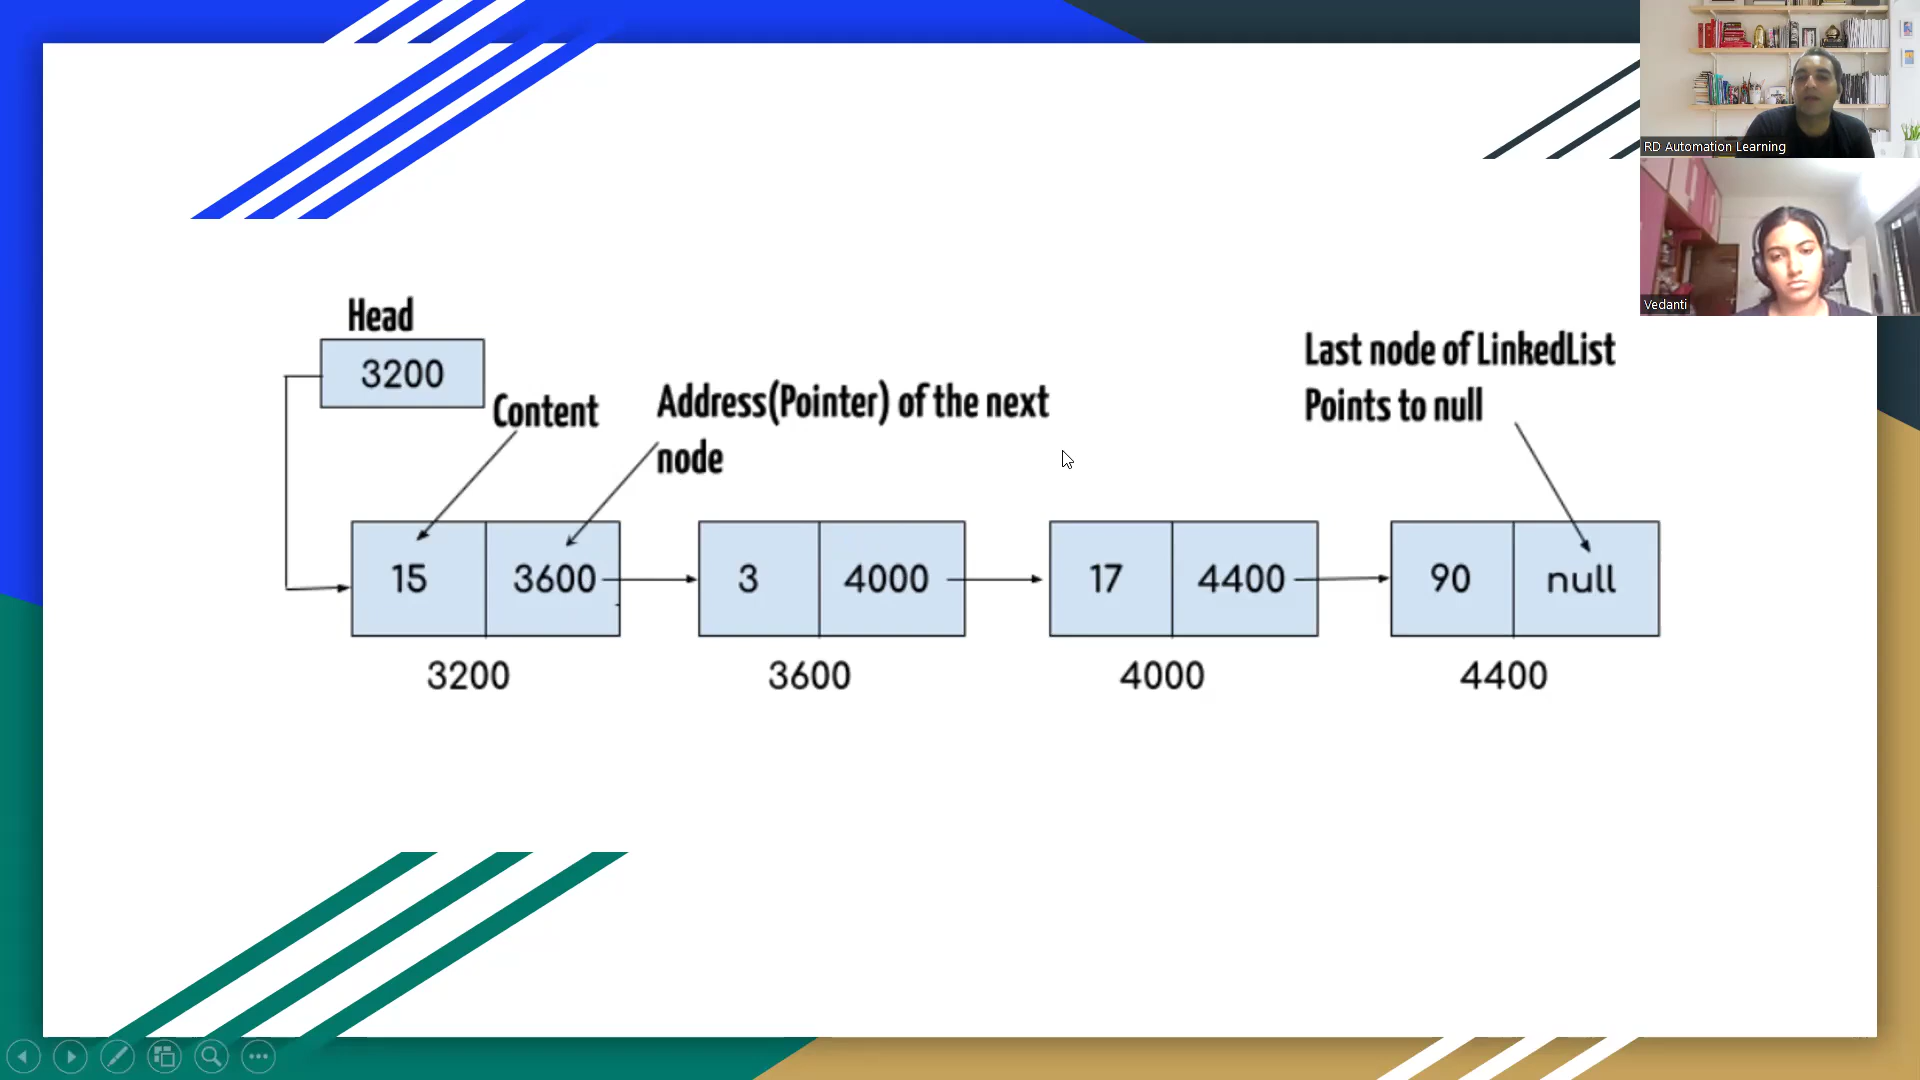 RD Automation Learning
Vedanti
Head
3200
Content
Address(Pointer) of the next
node
Last node of LinkedList
Points to null
15 3600 3 4000 17 4400 90 null
3200 3600 4000 4400